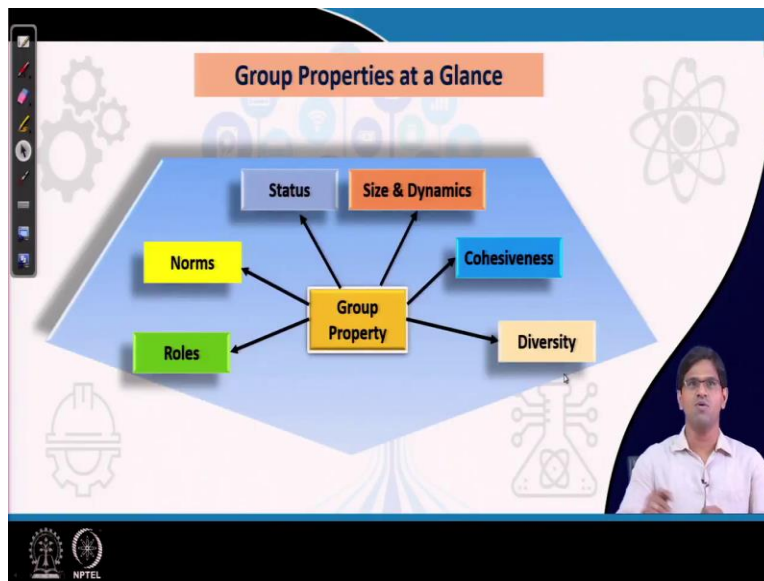 Group Properties at a Glance
Status
Size & Dynamics
Norms
Cohesiveness
Group
Property
Roles
Diversity
NPTEL